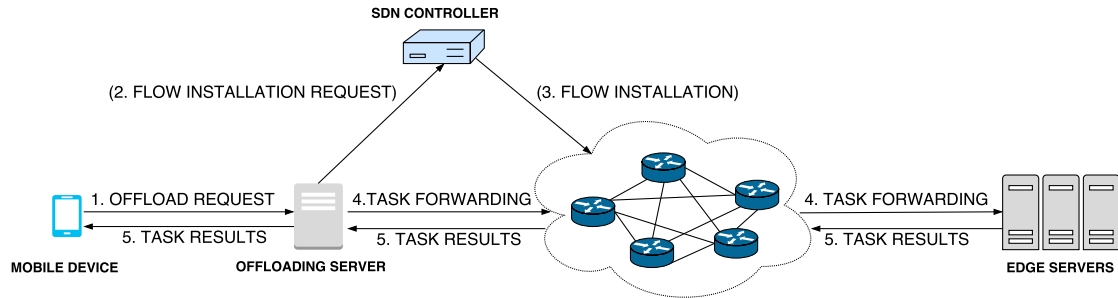 SDN CONTROLLER
(2. FLOW INSTALLATION REQUEST)
(3. FLOW INSTALLATION)
1. OFFLOAD REQUEST
4.TASK FORWARDING
4. TASK FORWARDING
5. TASK RESULTS
5. TASK RESULTS
5. TASK RESULTS
MOBILE DEVICE
OFFLOADING SERVER
EDGE SERVERS